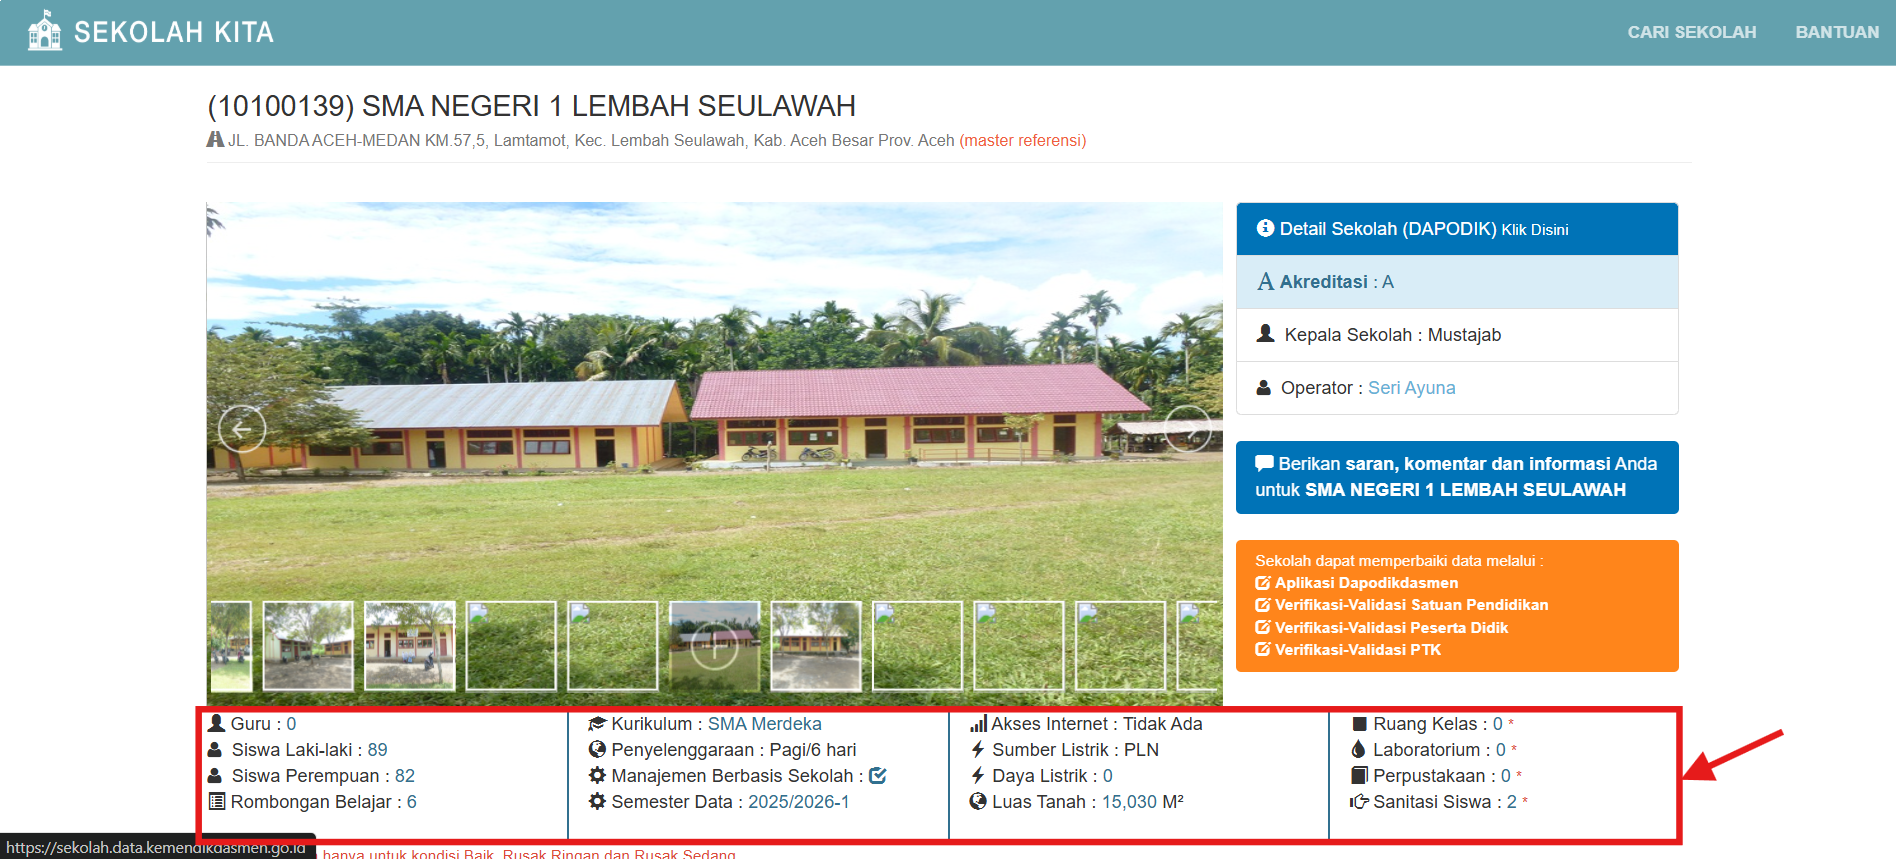 SEKOLAH KITA
CARI SEKOLAH
BANTUAN
(10100139) SMA NEGERI 1 LEMBAH SEULAWAH
JL. BANDA ACEH-MEDAN KM.57,5, Lamtamot, Kec. Lembah Seulawah, Kab. Aceh Besar Prov. Aceh (master referensi)
Detail Sekolah (DAPODIK) Klik Disini
A Akreditasi : A
Kepala Sekolah : Mustajab
Operator : Seri Ayuna
Berikan saran, komentar dan informasi Anda
untuk SMA NEGERI 1 LEMBAH SEULAWAH
Sekolah dapat memperbaiki data melalui :
Aplikasi Dapodikdasmen
Verifikasi-Validasi Satuan Pendidikan
Verifikasi-Validasi Peserta Didik
Verifikasi-Validasi PTK
Guru : 0
Siswa Laki-laki : 89
Siswa Perempuan : 82
Rombongan Belajar : 6
Kurikulum : SMA Merdeka
Penyelenggaraan : Pagi/6 hari
Manajemen Berbasis Sekolah :
Semester Data : 2025/2026-1
Akses Internet : Tidak Ada
Sumber Listrik : PLN
Daya Listrik : 0
Luas Tanah : 15,030 M²
Ruang Kelas : 0 *
Laboratorium : 0 *
Perpustakaan : 0 *
Sanitasi Siswa : 2 *
https://sekolah.data.kemendikdasmen.go.id
hanya untuk kondisi Baik, Rusak Ringan dan Rusak Sedang